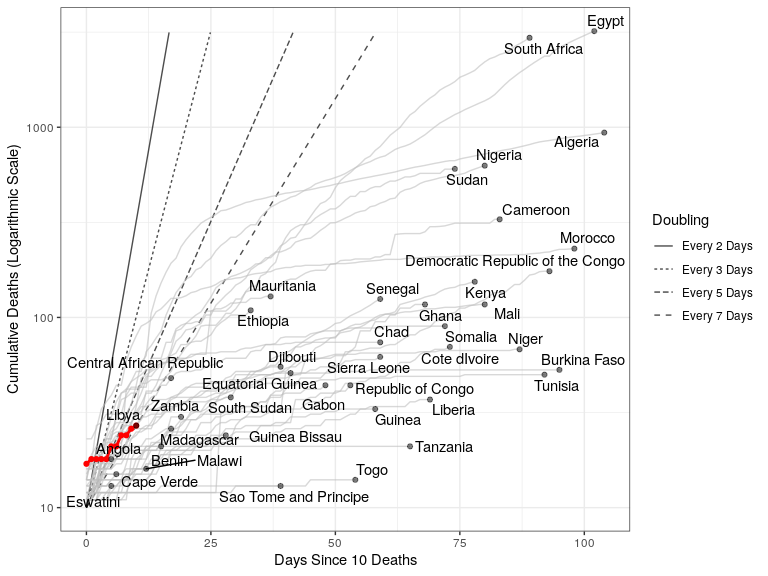 Egypt
South Africa
1000
Algeria
Nigeria
Sudan
Cameroon
Morocco
Democratic Republic of the Congo
Mauritania
Senegal
Kenya
Ethiopia
Ghana
Mali
100
Chad
Somalia
Niger
Central African Republic
Djibouti
Sierra Leone
Cote dIvoire
Burkina Faso
Equatorial Guinea
Republic of Congo
Tunisia
Libya
Zambia
South Sudan
Gabon
Guinea
Liberia
Angola
Madagascar
Guinea Bissau
Tanzania
Benin
Malawi
Cape Verde
Togo
Eswatini
Sao Tome and Principe
10
0
25
50
75
100
Days Since 10 Deaths
Cumulative Deaths (Logarithmic Scale)
Doubling
Every 2 Days
Every 3 Days
Every 5 Days
Every 7 Days